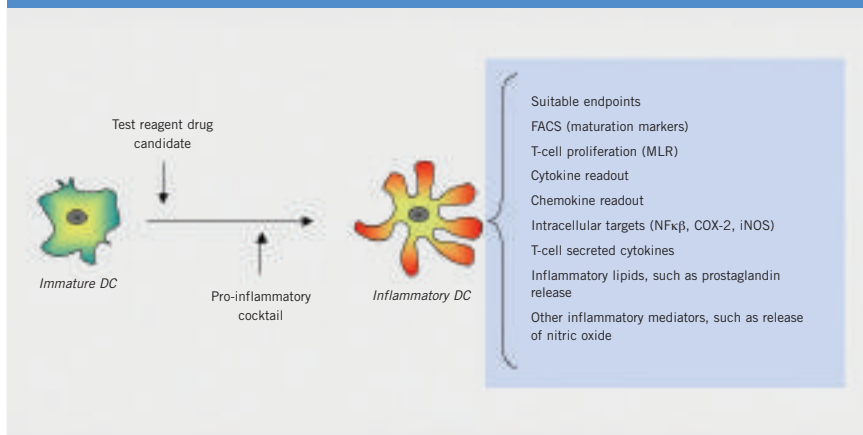 Test reagent drug
candidate
Immature DC
Pro-inflammatory
cocktail
Inflammatory DC
Suitable endpoints
FACS (maturation markers)
T-cell proliferation (MLR)
Cytokine readout
Chemokine readout
Intracellular targets (NFκβ, COX-2, iNOS)
T-cell secreted cytokines
Inflammatory lipids, such as prostaglandin
release
Other inflammatory mediators, such as release
of nitric oxide